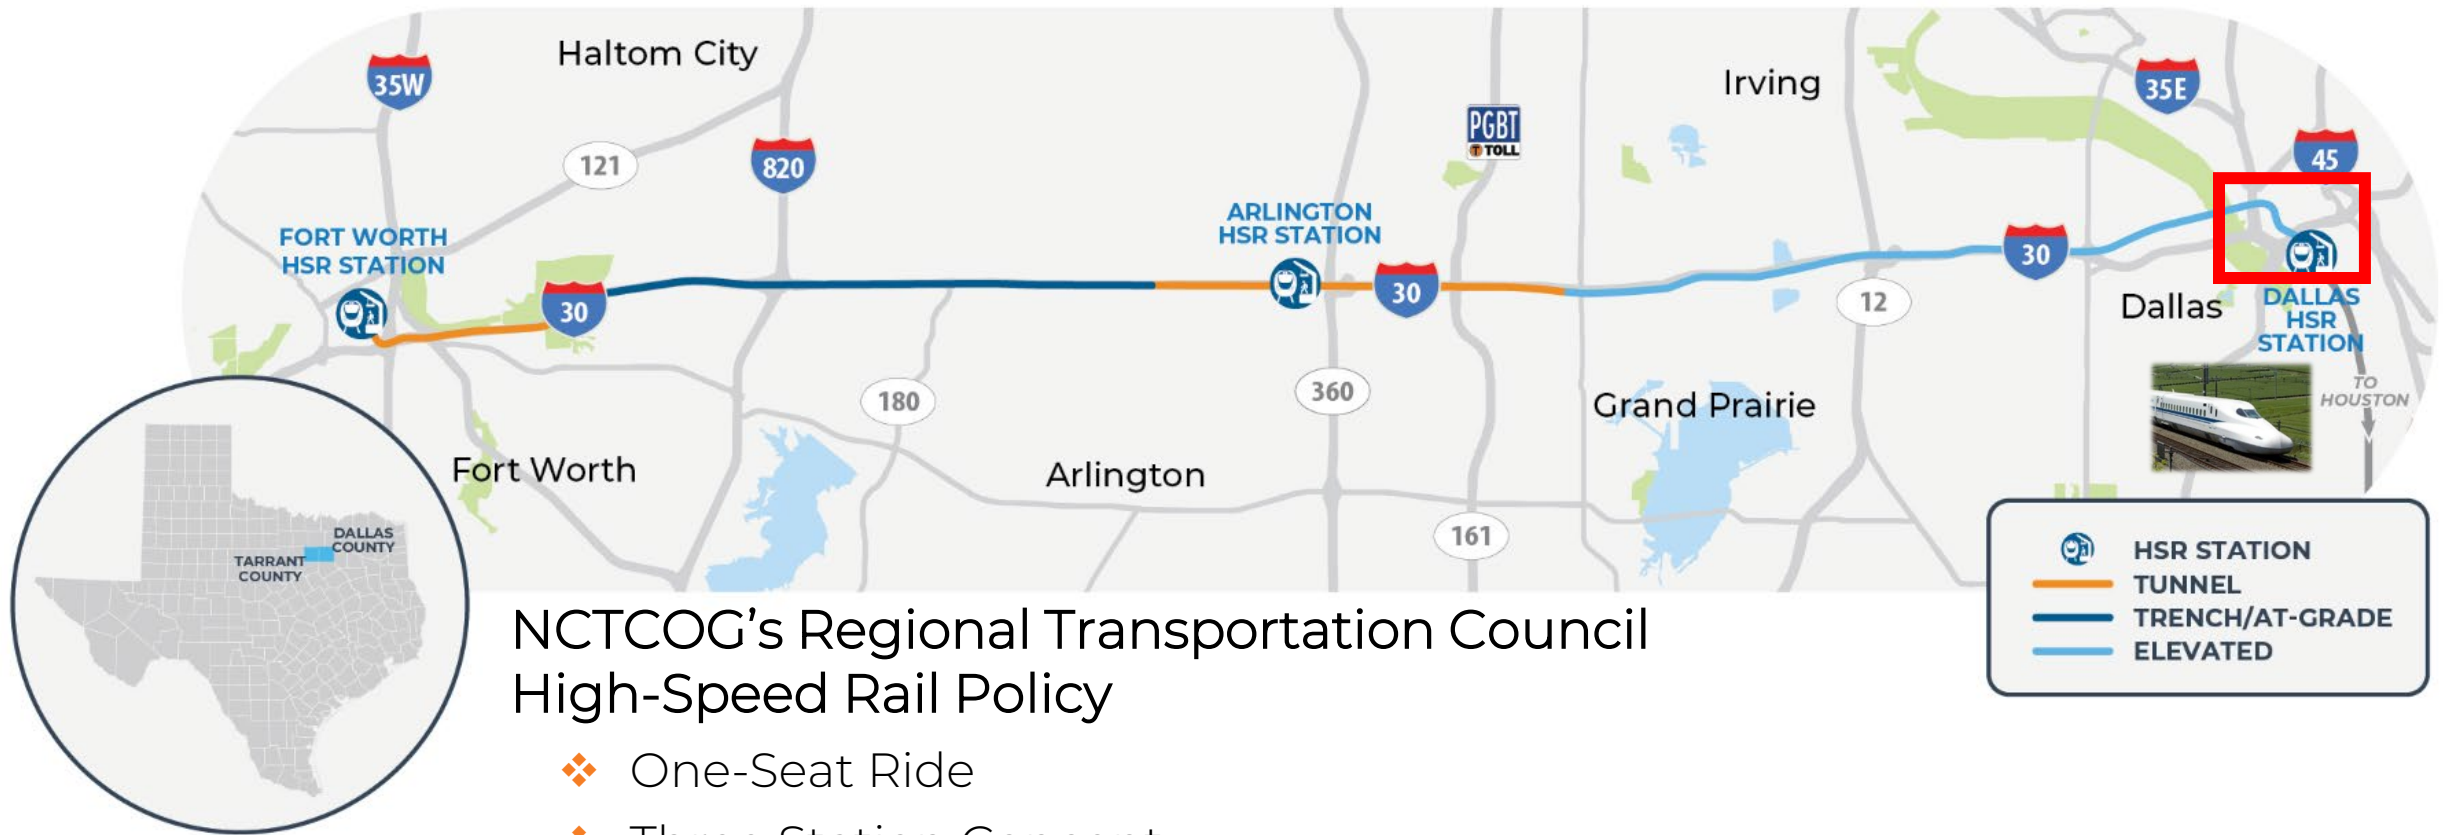 Haltom City
35W
Irving
35E
PGBT
T TOLL
121
820
45
ARLINGTON
HSR STATION
FORT WORTH
HSR STATION
30
30
30
12
Dallas
DALLAS
HSR
STATION
TO
HOUSTON
180
360
Grand Prairie
Fort Worth
Arlington
161
DALLAS
COUNTY
TARRANT
COUNTY
HSR STATION
TUNNEL
TRENCH/AT-GRADE
ELEVATED
NCTCOG’s Regional Transportation Council
High-Speed Rail Policy
❖ One-Seat Ride